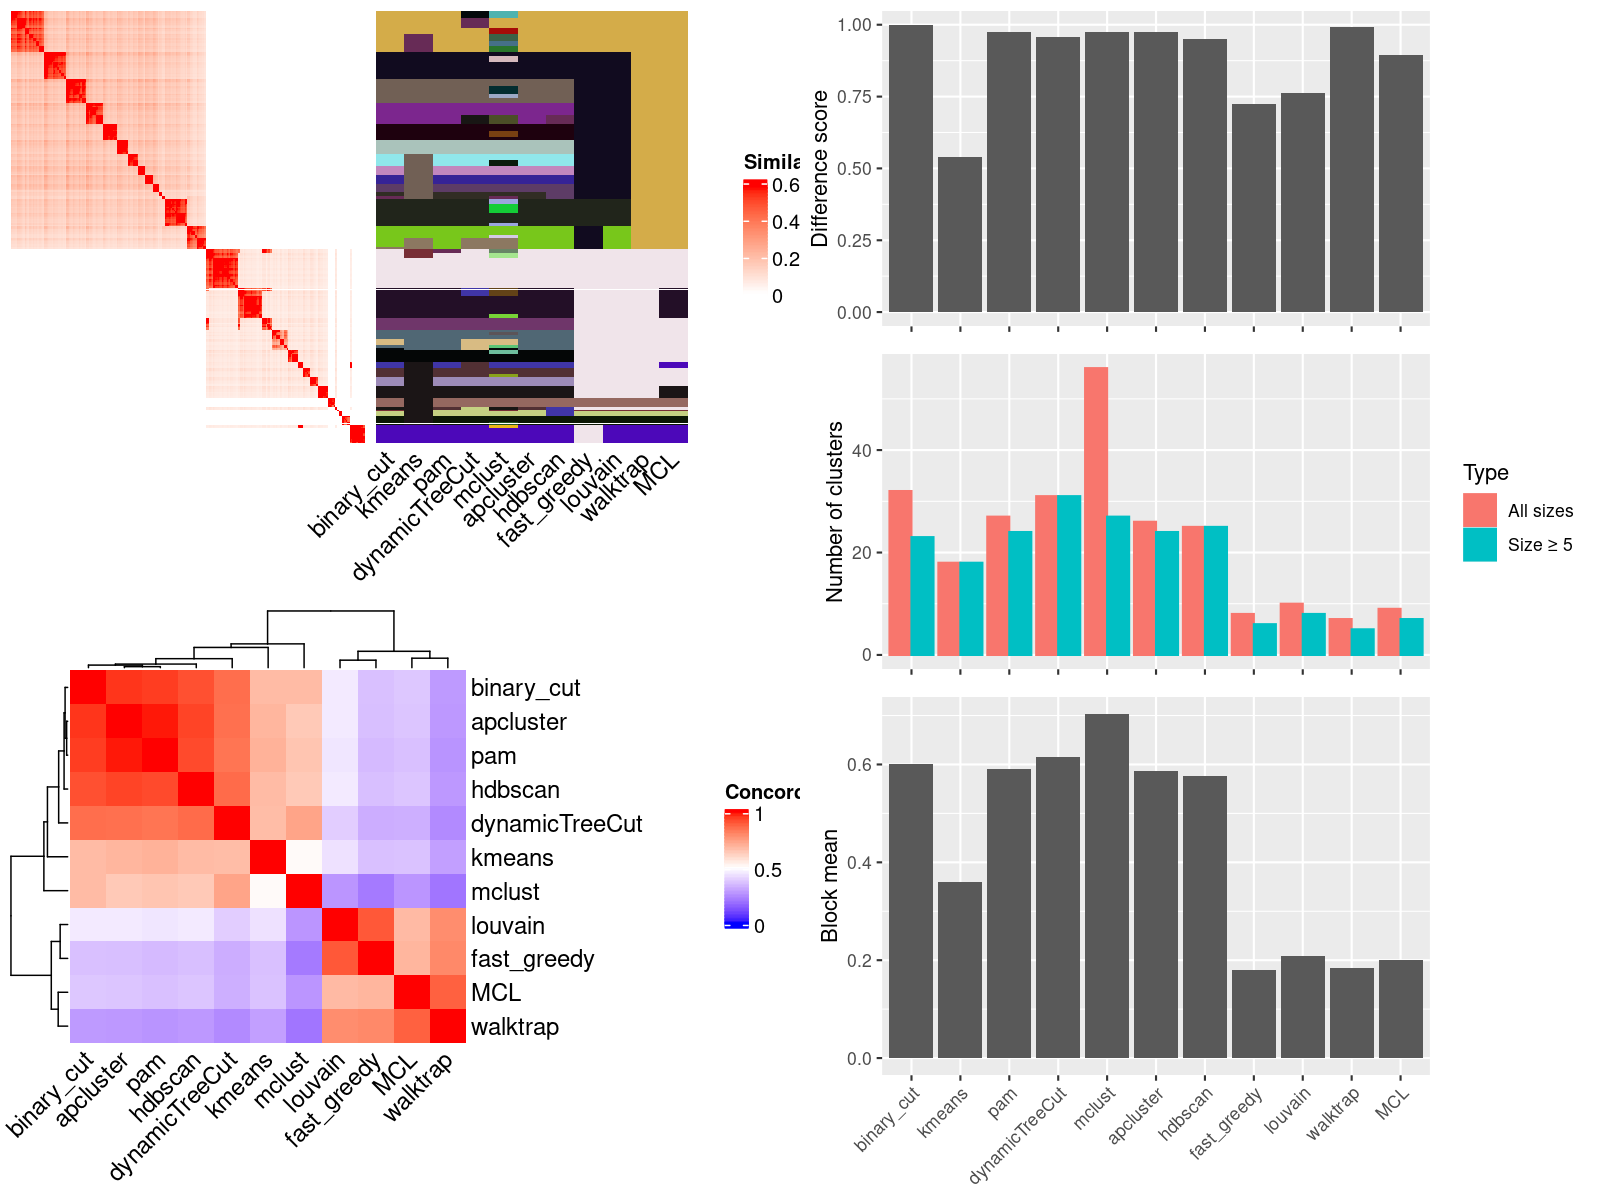 Simila
0.6
0.4
0.2
0
binary_cut
kmeans
pam
dynamicTreeCut
mclust
apcluster
hdbscan
fast_greedy
louvain
walktrap
MCL
binary_cut
apcluster
pam
hdbscan
dynamicTreeCut
kmeans
mclust
louvain
fast_greedy
MCL
walktrap
Concord
1
0.5
0
binary_cut
apcluster
pam
hdbscan
dynamicTreeCut
kmeans
mclust
louvain
fast_greedy
MCL
walktrap
Difference score
1.00
0.75
0.50
0.25
0.00
Number of clusters
40
20
0
Type
All sizes
Size ≥ 5
Block mean
0.6
0.4
0.2
0.0
binary_cut
kmeans
pam
dynamicTreeCut
mclust
apcluster
hdbscan
fast_greedy
louvain
walktrap
MCL